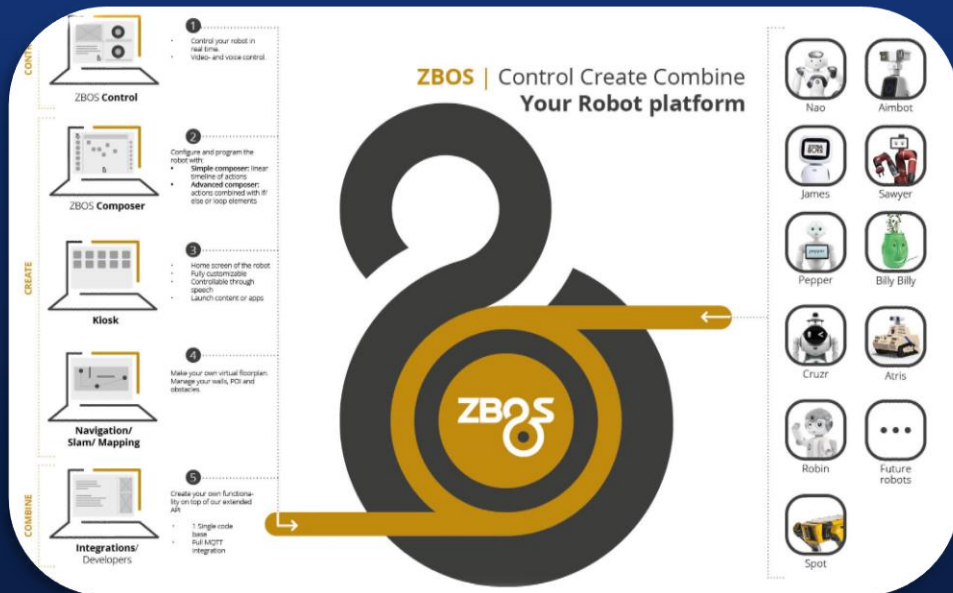 ZBOS | Control Create Combine
Your Robot platform
CONT
1
• Control your robot in
real time.
• Video- and voice control.
ZBOS Control
CREATE
2
Configure and program the
robot with:
• Simple composer: linear
timeline of actions
• Advanced composer:
actions combined with if/
else or loop elements
ZBOS Composer
3
• Home screen of the robot
• Fully customizable
• Controllable through
speech
• Launch content or apps
Kiosk
4
Make your own virtual floorplan.
Manage your walls, POI and
obstacles.
Navigation/
Slam/ Mapping
COMBINE
5
Create your own functiona-
lity on top of our extended
API
• 1 Single code
base
• Full MQTT
integration
Integrations/
Developers
ZBOS
Nao
Aimbot
James
Sawyer
pepper
Pepper
Billy Billy
Cruzr
Atris
Robin
Future
robots
Spot